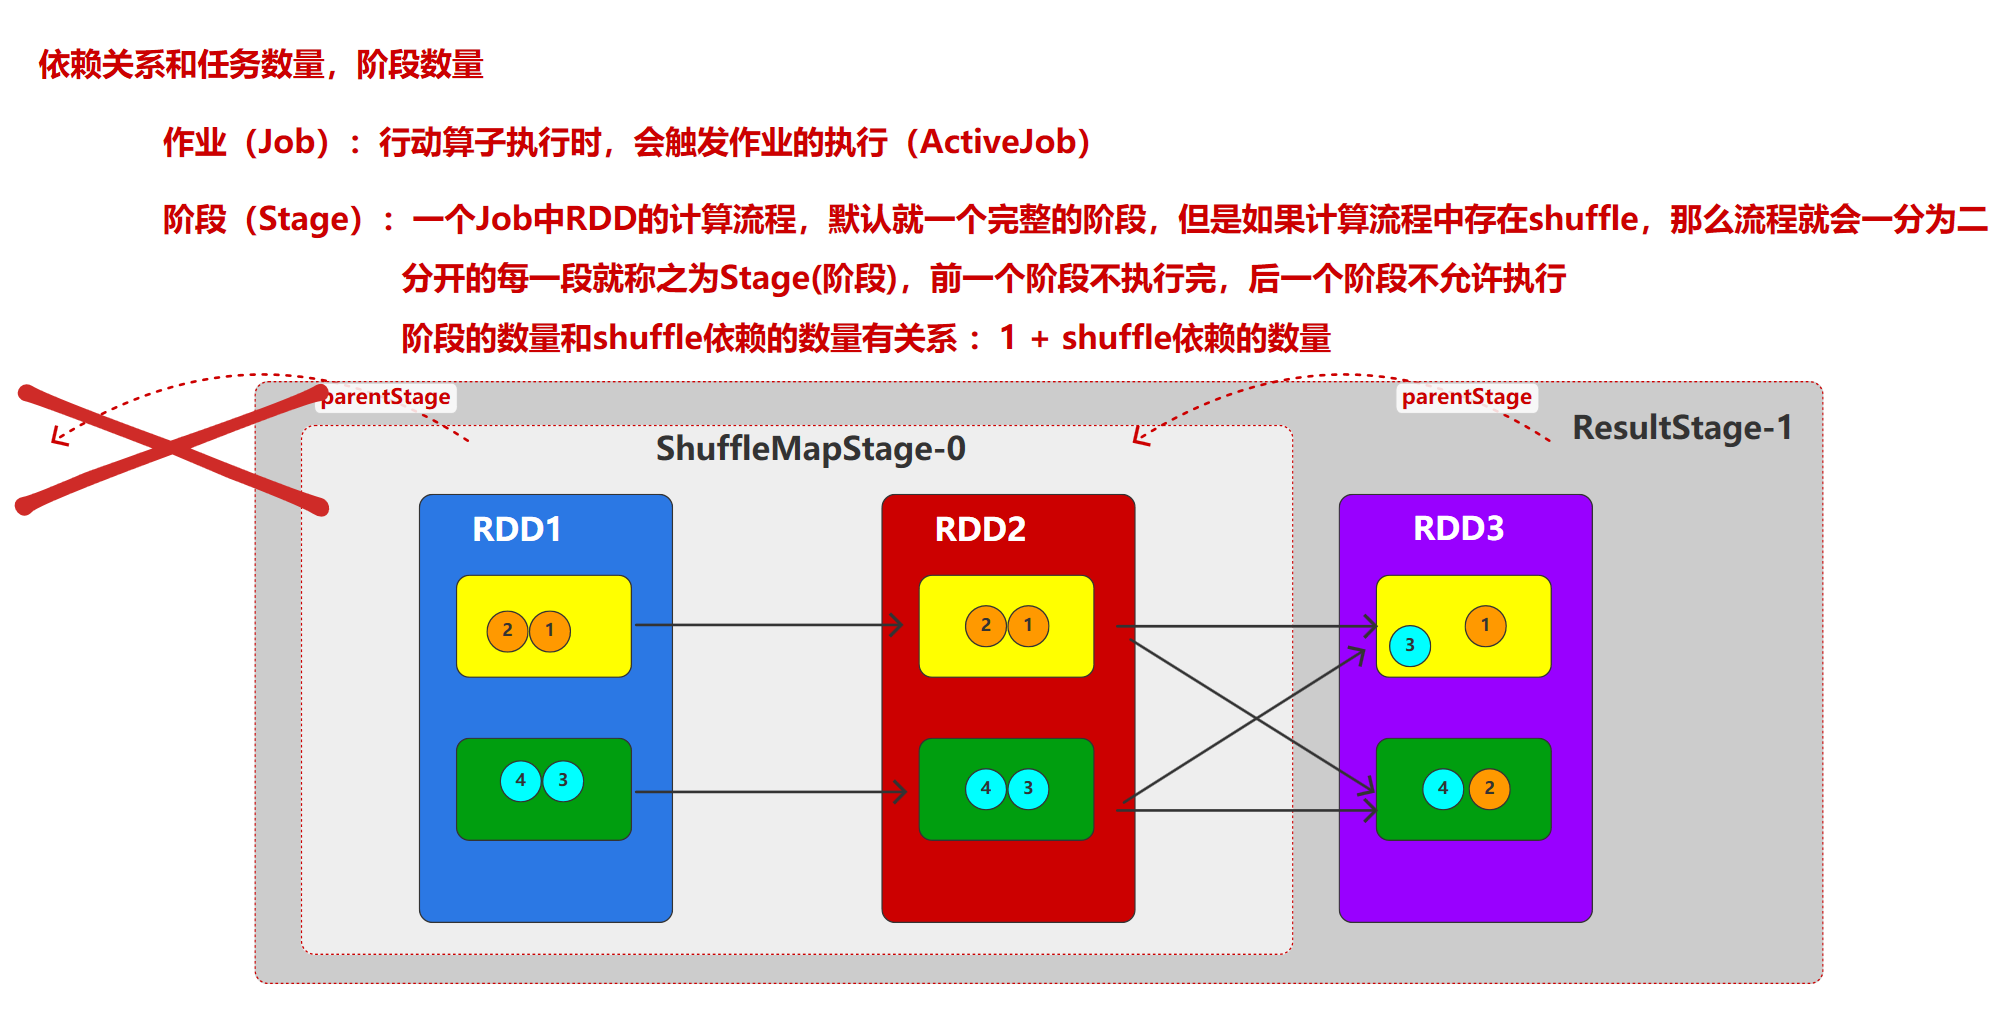 依赖关系和任务数量，阶段数量
作业（Job）：行动算子执行时，会触发作业的执行（ActiveJob）
阶段（Stage）：一个Job中RDD的计算流程，默认就一个完整的阶段，但是如果计算流程中存在shuffle，那么流程就会一分为二
分开的每一段就称之为Stage(阶段)，前一个阶段不执行完，后一个阶段不允许执行
阶段的数量和shuffle依赖的数量有关系：1 + shuffle依赖的数量
parentStage
parentStage
ResultStage-1
ShuffleMapStage-0
RDD1
RDD2
RDD3
2 1
2 1
3 1
4 3
4 3
4 2